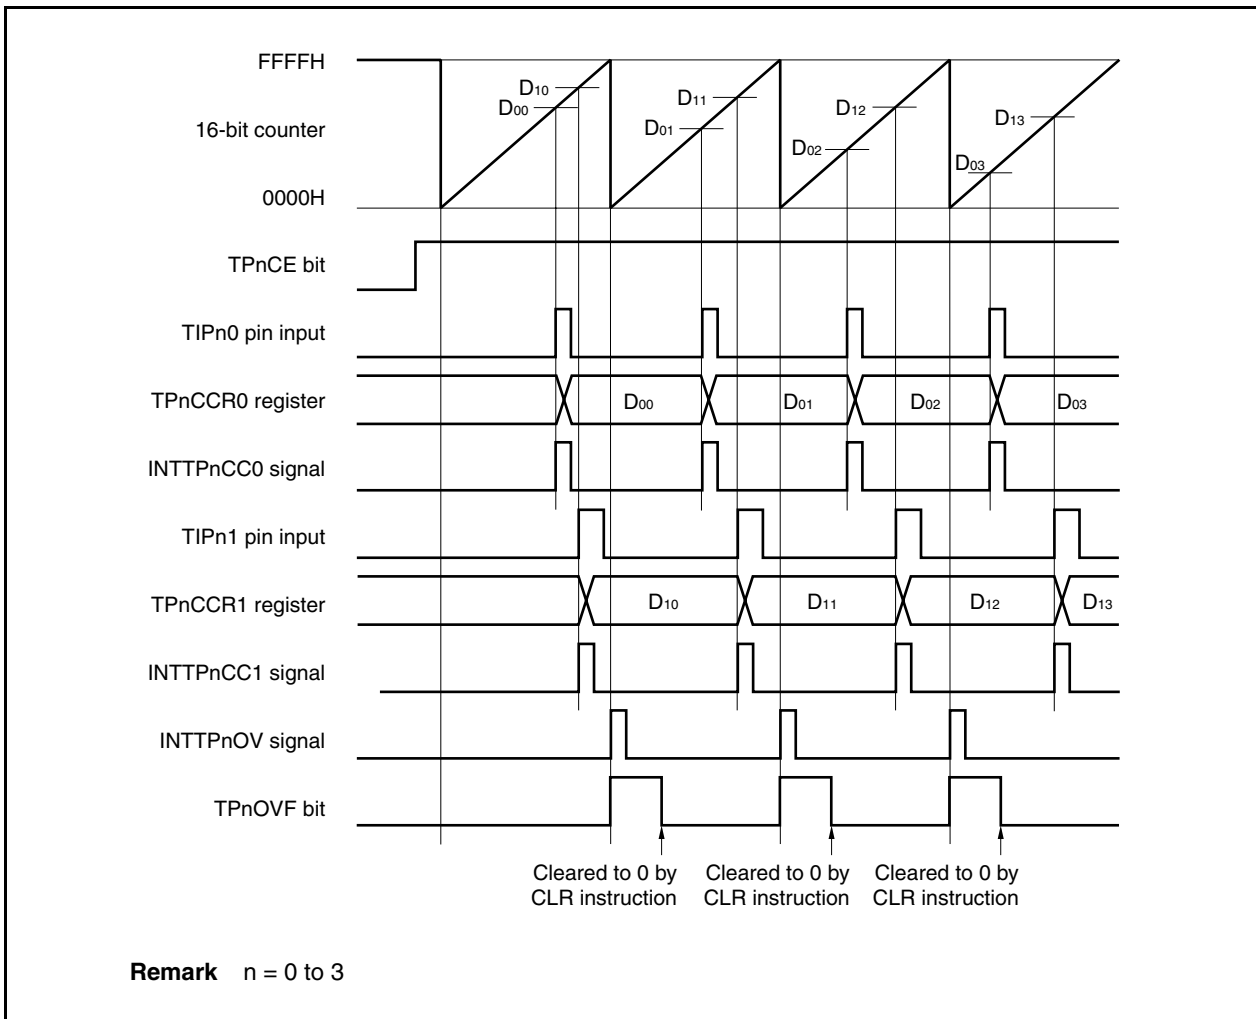 FFFFH
16-bit counter
0000H
D10
D00
D11
D01
D12
D02
D13
D03
TPnCE bit
TIPn0 pin input
TPnCCR0 register
D00
D01
D02
D03
INTTPnCC0 signal
TIPn1 pin input
TPnCCR1 register
D10
D11
D12
D13
INTTPnCC1 signal
INTTPnOV signal
TPnOVF bit
Cleared to 0 by
CLR instruction
Cleared to 0 by
CLR instruction
Cleared to 0 by
CLR instruction
Remark n = 0 to 3